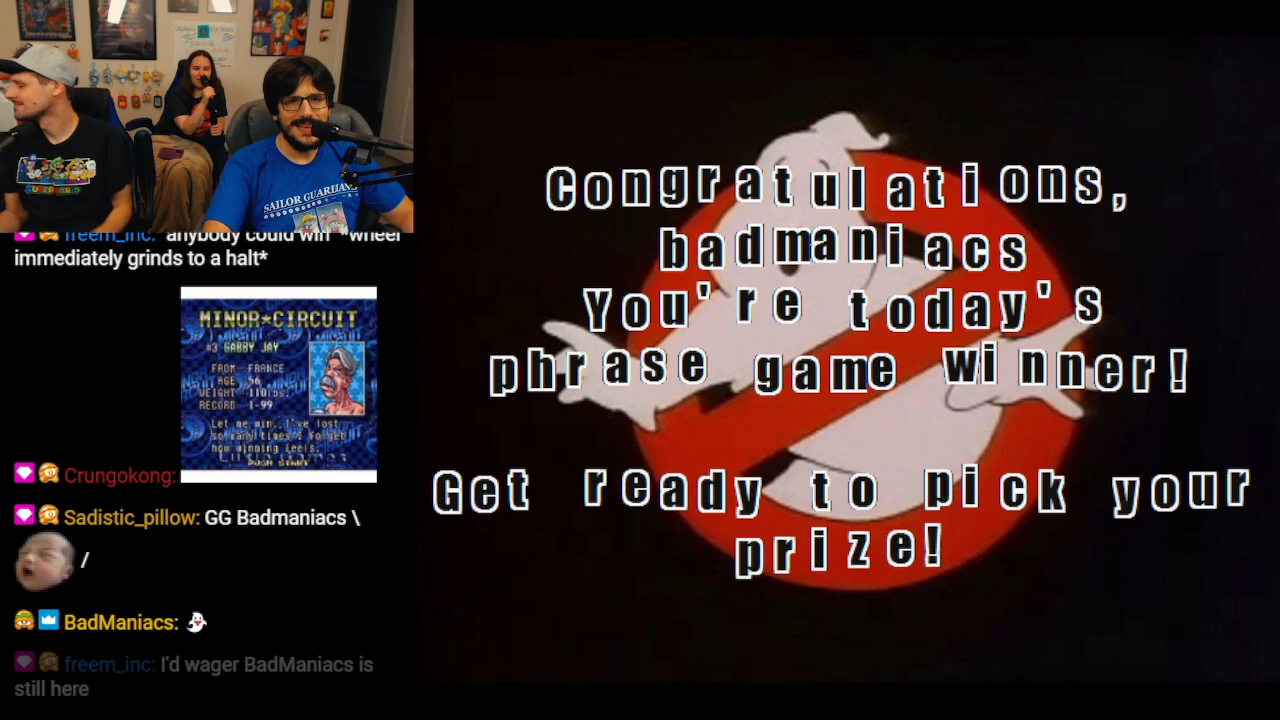 SUPER MARIO
SAILOR GUARDIANS
freem_inc: *anybody could win* *wheel
immediately grinds to a halt*
MINOR★CIRCUIT
#3 GABBY JAY
FROM FRANCE
AGE 56
WEIGHT 110lbs.
RECORD 1-99
Let me win. I've lost
so many times I forget
how winning feels.
PUSH START
Crungokong:
Sadistic_pillow: GG Badmaniacs \
/
BadManiacs: 
freem_inc: I'd wager BadManiacs is
still here
Congratulations,
badmaniacs
You're today's
phrase game winner!
Get ready to pick your
prize!